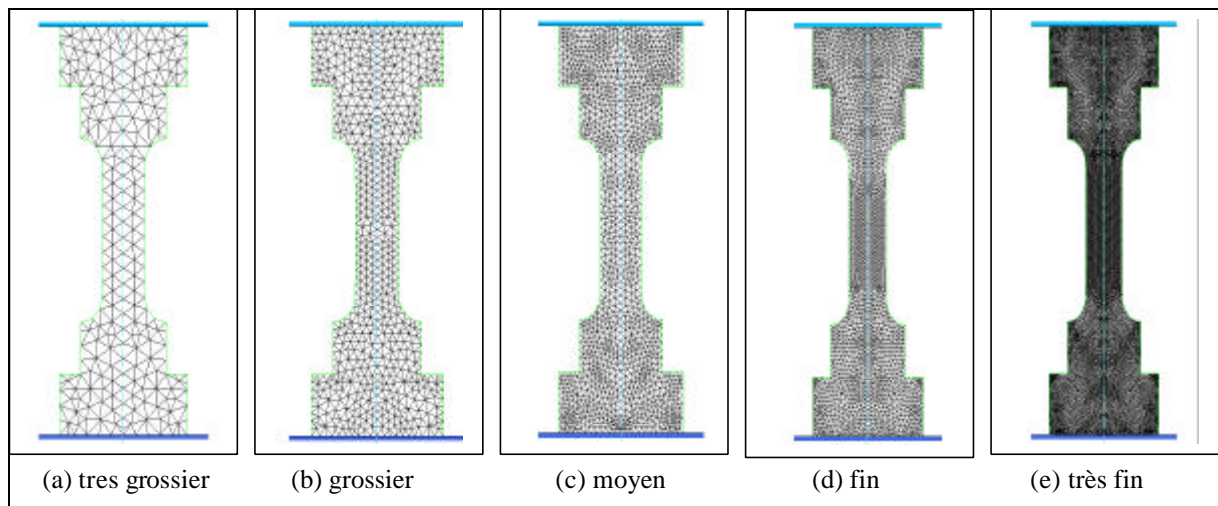 (a) tres grossier
(b) grossier
(c) moyen
(d) fin
(e) très fin